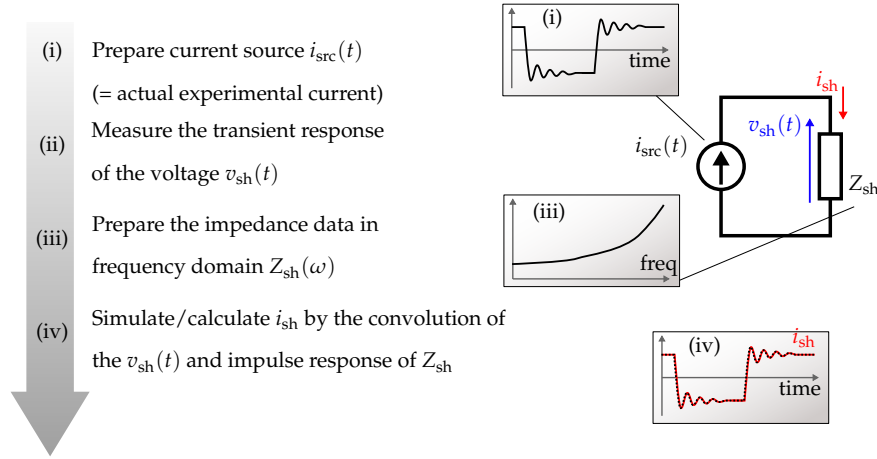 (i) Prepare current source i_src(t)
(= actual experimental current)
(ii) Measure the transient response
of the voltage v_sh(t)
(iii) Prepare the impedance data in
frequency domain Z_sh(ω)
(iv) Simulate/calculate i_sh by the convolution of
the v_sh(t) and impulse response of Z_sh
(i)
time
i_sh
v_sh(t)
i_src(t)
Z_sh
(iii)
freq
(iv)
i_sh
time